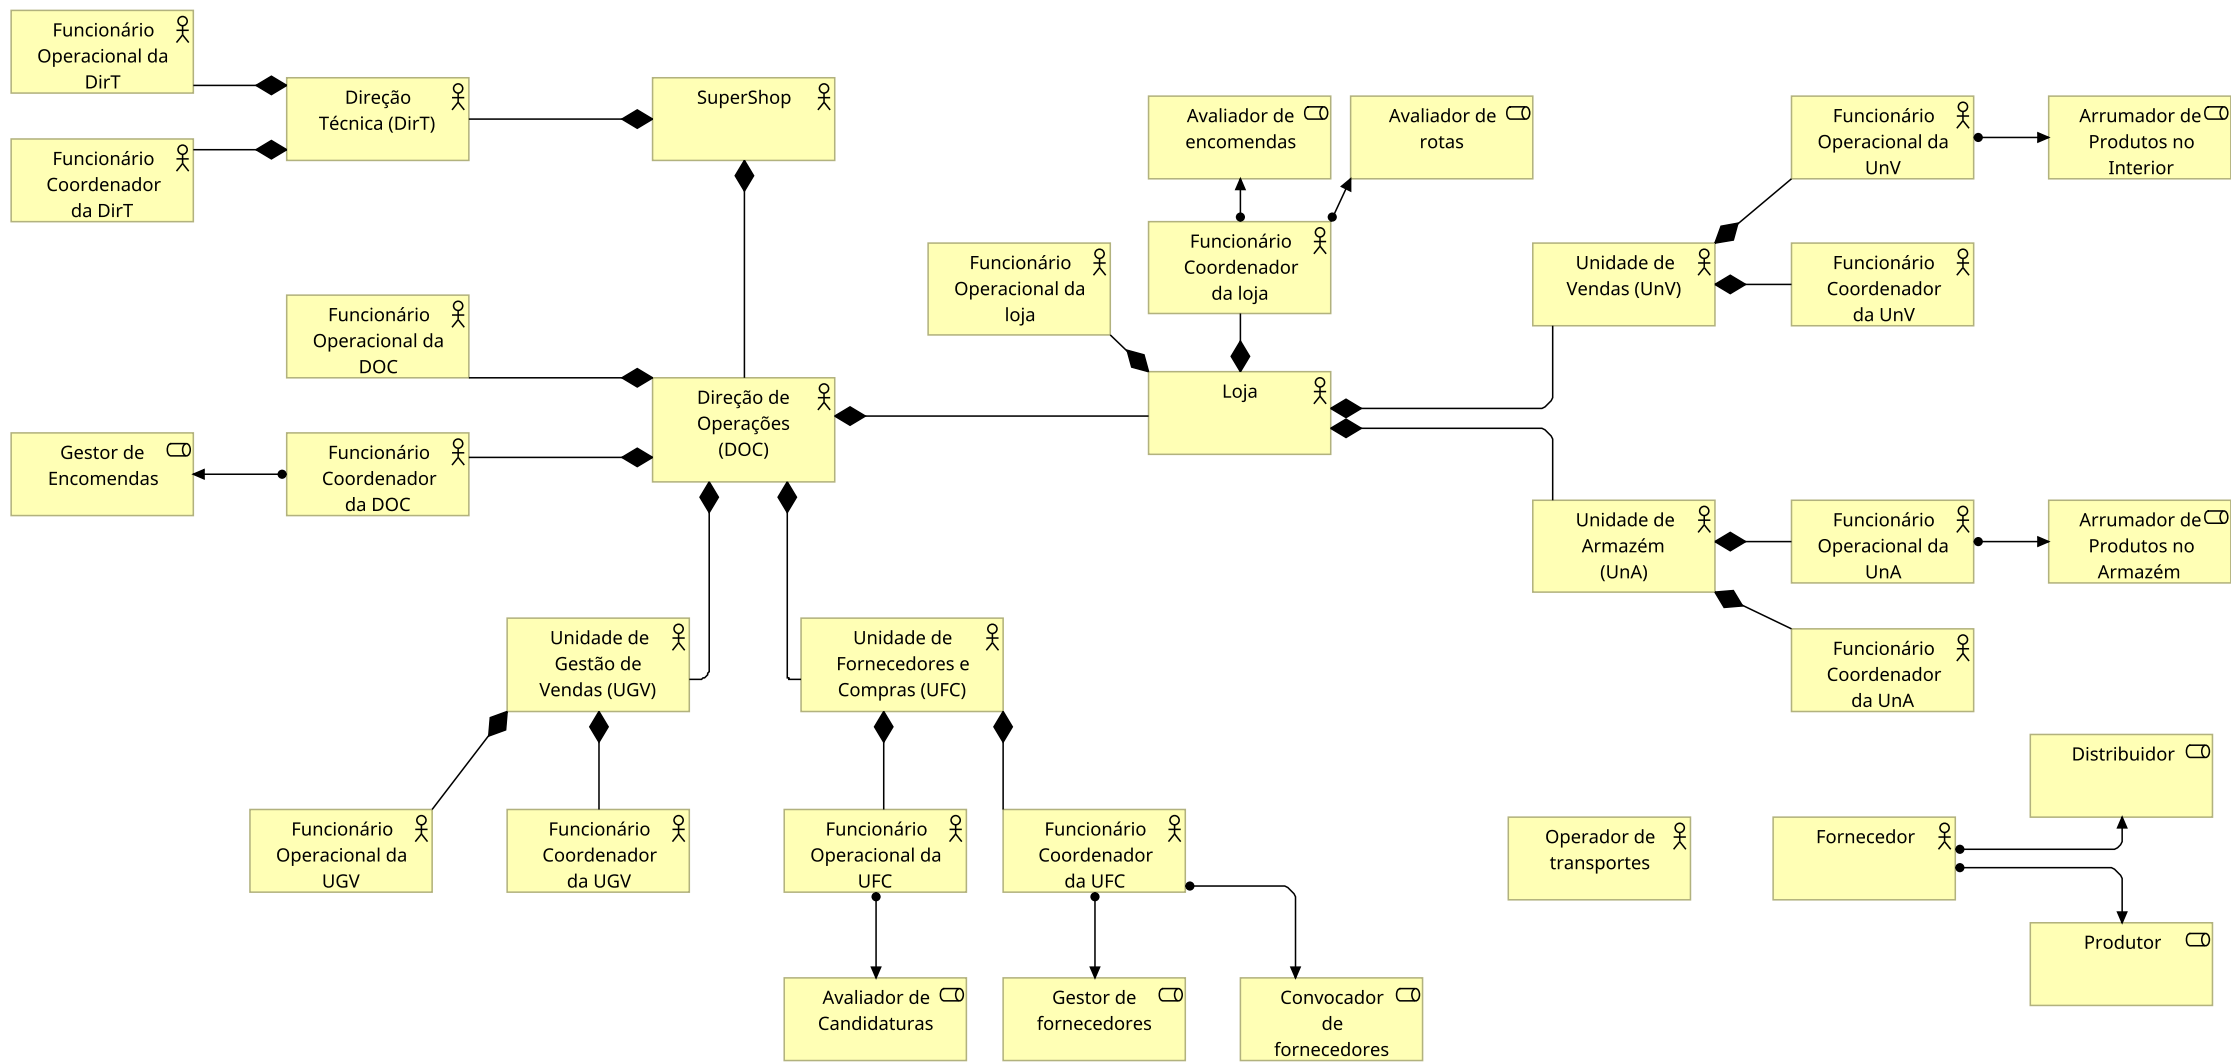 Funcionário
Operacional da
DirT
Direção
Técnica (DirT)
SuperShop
Funcionário
Coordenador
da DirT
Avaliador de
encomendas
Avaliador de
rotas
Funcionário
Operacional da
UnV
Arrumador de
Produtos no
Interior
Funcionário
Operacional da
loja
Funcionário
Coordenador
da loja
Unidade de
Vendas (UnV)
Funcionário
Coordenador
da UnV
Funcionário
Operacional da
DOC
Direção de
Operações
(DOC)
Loja
Gestor de
Encomendas
Funcionário
Coordenador
da DOC
Unidade de
Armazém
(UnA)
Funcionário
Operacional da
UnA
Arrumador de
Produtos no
Armazém
Unidade de
Gestão de
Vendas (UGV)
Unidade de
Fornecedores e
Compras (UFC)
Funcionário
Coordenador
da UnA
Distribuidor
Funcionário
Operacional da
UGV
Funcionário
Coordenador
da UGV
Funcionário
Operacional da
UFC
Funcionário
Coordenador
da UFC
Operador de
transportes
Fornecedor
Produtor
Avaliador de
Candidaturas
Gestor de
fornecedores
Convocador
de
fornecedores